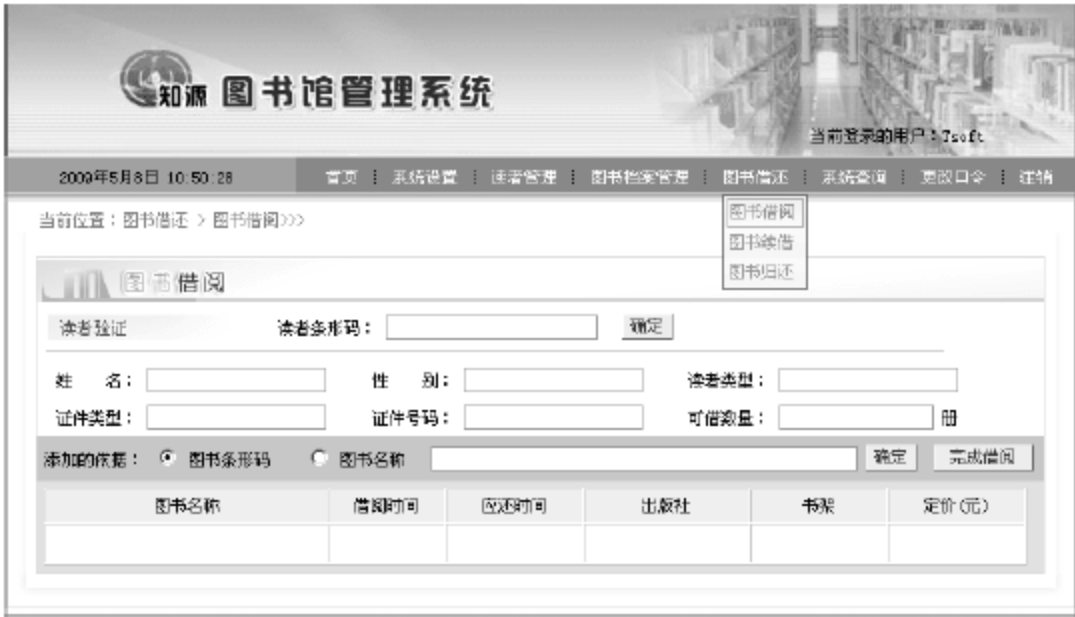 知源 图书馆管理系统
当前登录的用户：Tsoft
2009年5月8日 10:50:28 首页 系统设置 读者管理 图书档案管理 图书借还 系统查询 更改口令 注销
当前位置：图书借还 > 图书借阅>>>
图书借阅
图书续借
图书归还
图书借阅
读者验证 读者条形码： 确定
姓 名： 性 别： 读者类型：
证件类型： 证件号码： 可借数量： 册
添加的依据： 图书条形码 图书名称 确定 完成借阅
图书名称 借阅时间 应还时间 出版社 书架 定价(元)